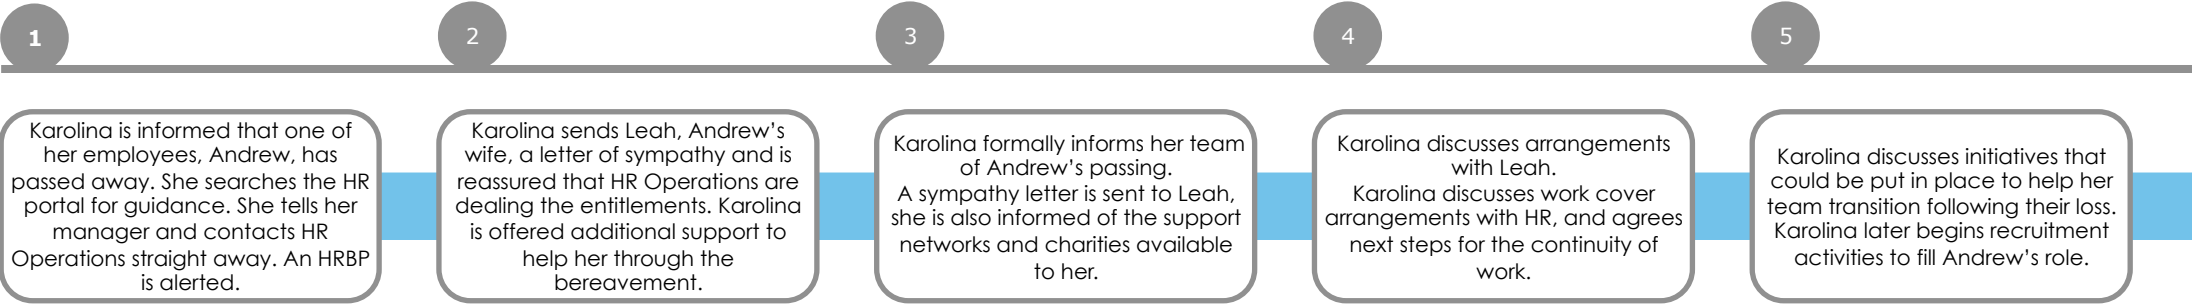 1
2
3
4
5
Karolina is informed that one of
her employees, Andrew, has
passed away. She searches the HR
portal for guidance. She tells her
manager and contacts HR
Operations straight away. An HRBP
is alerted.
Karolina sends Leah, Andrew’s
wife, a letter of sympathy and is
reassured that HR Operations are
dealing the entitlements. Karolina
is offered additional support to
help her through the
bereavement.
Karolina formally informs her team
of Andrew’s passing.
A sympathy letter is sent to Leah,
she is also informed of the support
networks and charities available
to her.
Karolina discusses arrangements
with Leah.
Karolina discusses work cover
arrangements with HR, and agrees
next steps for the continuity of
work.
Karolina discusses initiatives that
could be put in place to help her
team transition following their loss.
Karolina later begins recruitment
activities to fill Andrew’s role.